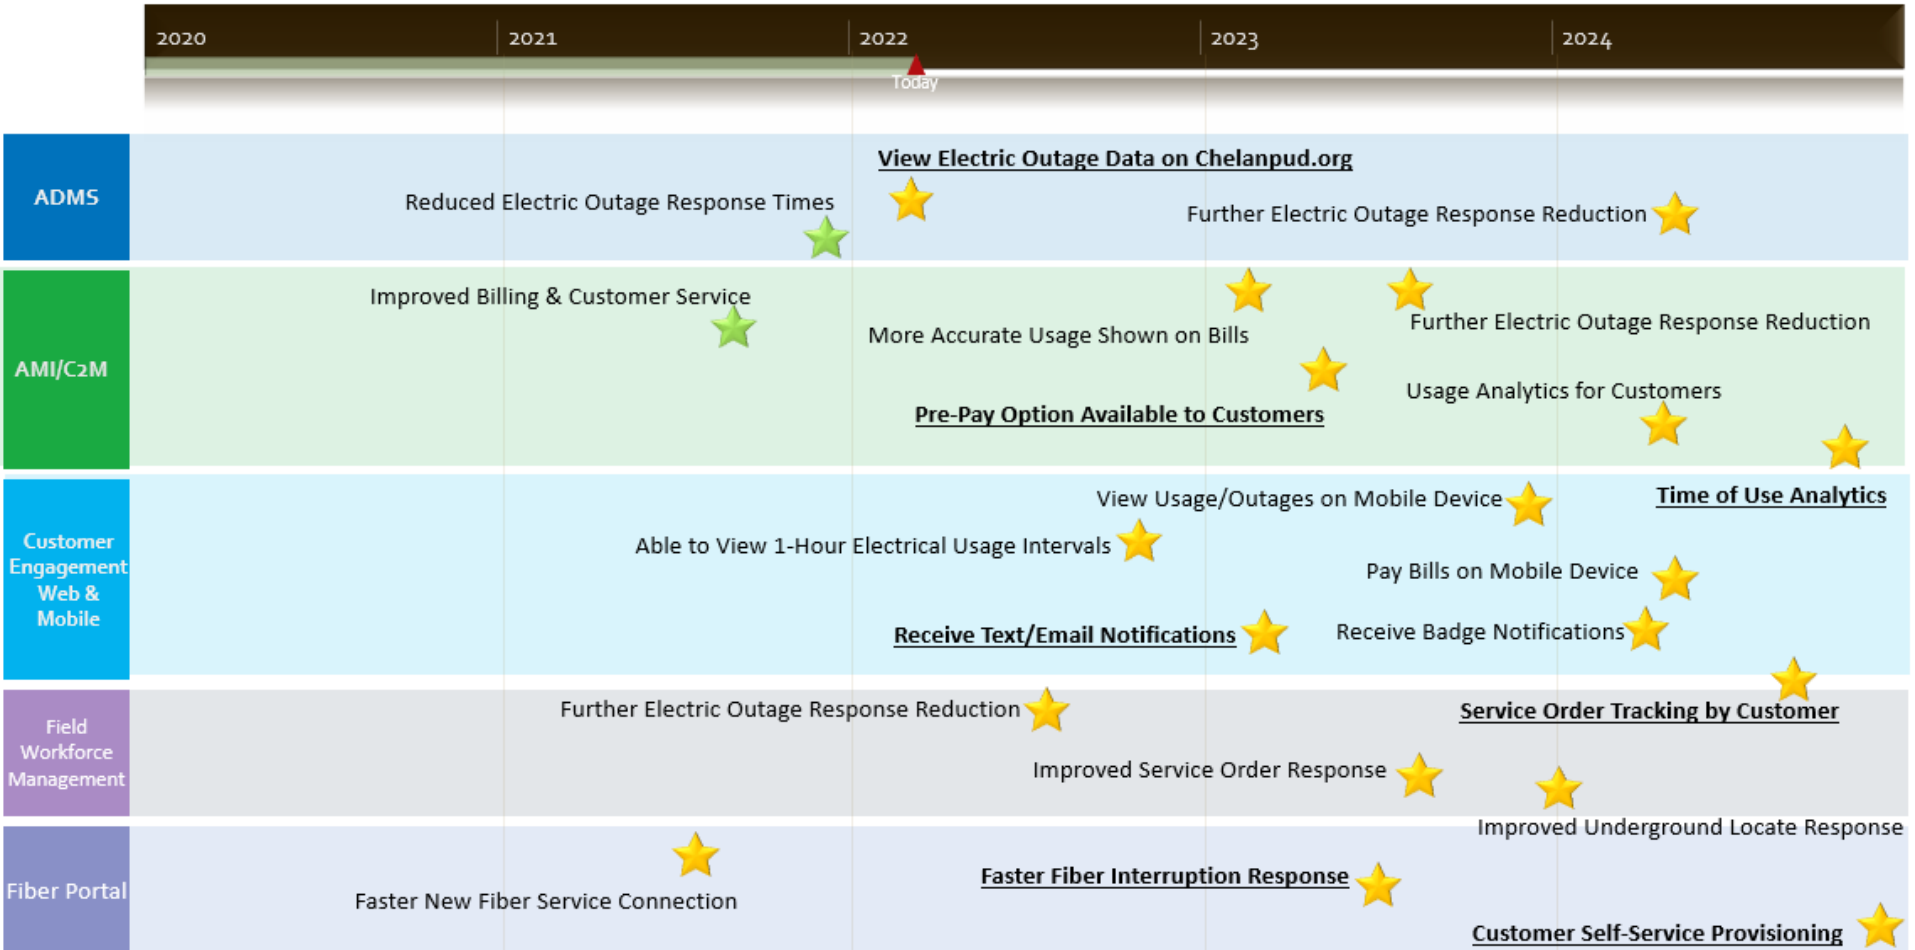 2020
2021
2022
2023
2024
Today
ADMS
View Electric Outage Data on Chelanpud.org
Reduced Electric Outage Response Times
Further Electric Outage Response Reduction
AMI/C2M
Improved Billing & Customer Service
More Accurate Usage Shown on Bills
Further Electric Outage Response Reduction
Usage Analytics for Customers
Pre-Pay Option Available to Customers
Time of Use Analytics
Customer
Engagement
Web &
Mobile
View Usage/Outages on Mobile Device
Able to View 1-Hour Electrical Usage Intervals
Pay Bills on Mobile Device
Receive Text/Email Notifications
Receive Badge Notifications
Service Order Tracking by Customer
Field
Workforce
Management
Further Electric Outage Response Reduction
Improved Service Order Response
Improved Underground Locate Response
Fiber Portal
Faster New Fiber Service Connection
Faster Fiber Interruption Response
Customer Self-Service Provisioning